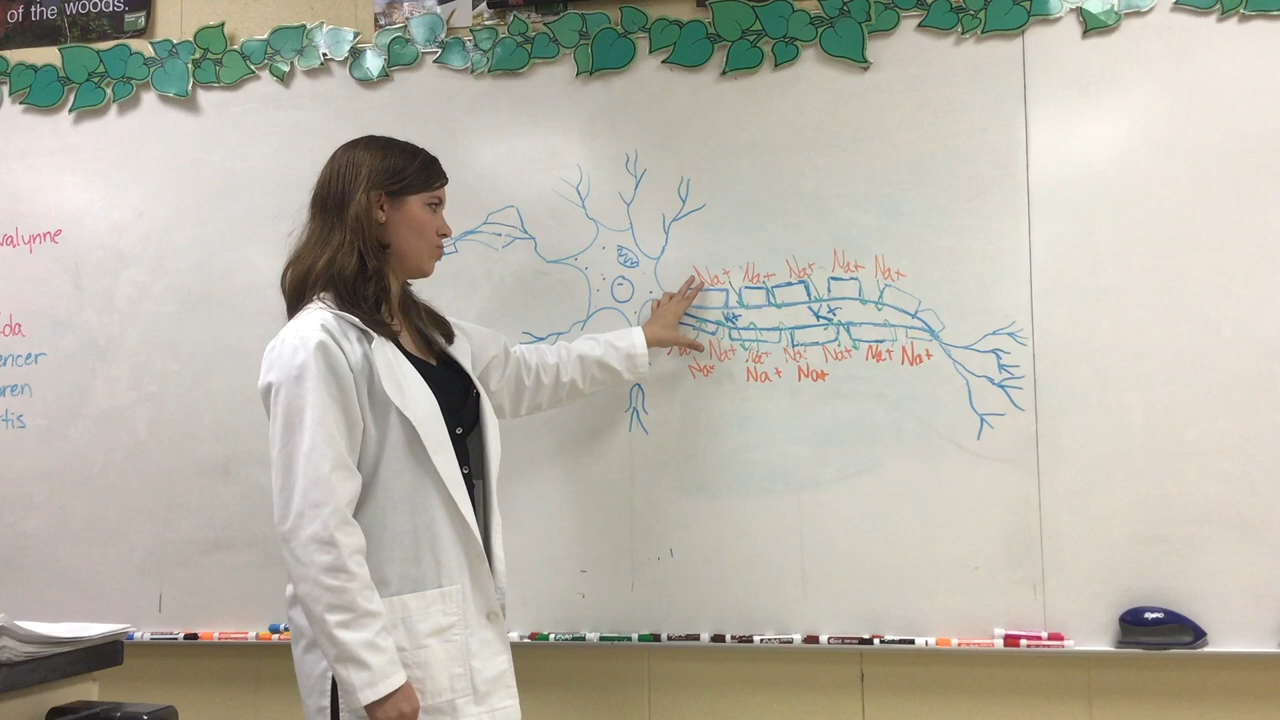 of the woods.
valynne
da
encer
ren
tis
Na+ Na+ Na+ Na+ Na+
K+ K+
Na+ Na+ Na+ Na+ Na+ Na+ Na+
Na+ Na+ Na+
EXPO